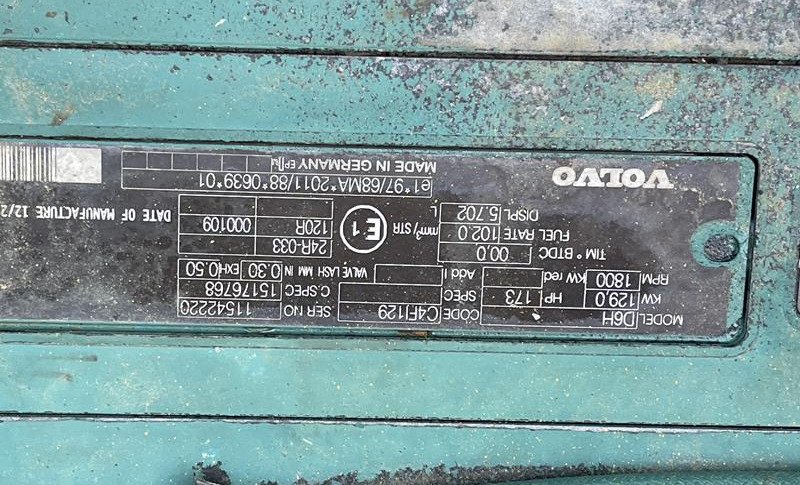 MODEL D6H CODE C4FI129 SER NO 11542220
KW 129.0 HP 173 SPEC C.SPEC 15176768
RPM 1800 KW red Add I VALVE LASH MM IN 0.30 EXH 0.50
TIM ° BTDC 00.0 24R-033
FUEL RATE 102.0 mm³/STR E1 120R 000109
DISPL 5.702 L DATE OF MANUFACTURE 12/2
VOLVO
e1*97/68MA*2011/88*0639*01
MADE IN GERMANY